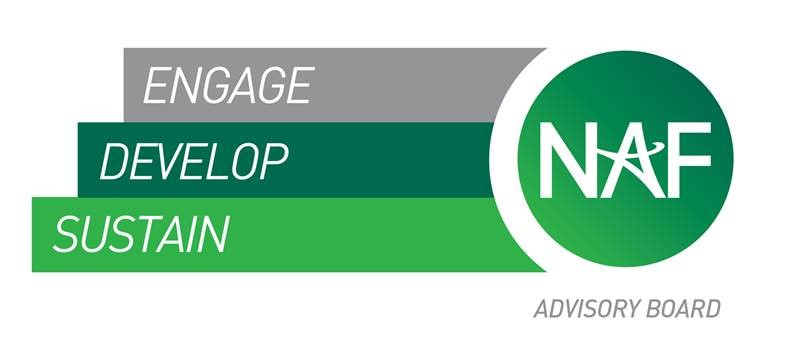 ENGAGE
DEVELOP
SUSTAIN
NAF
ADVISORY BOARD